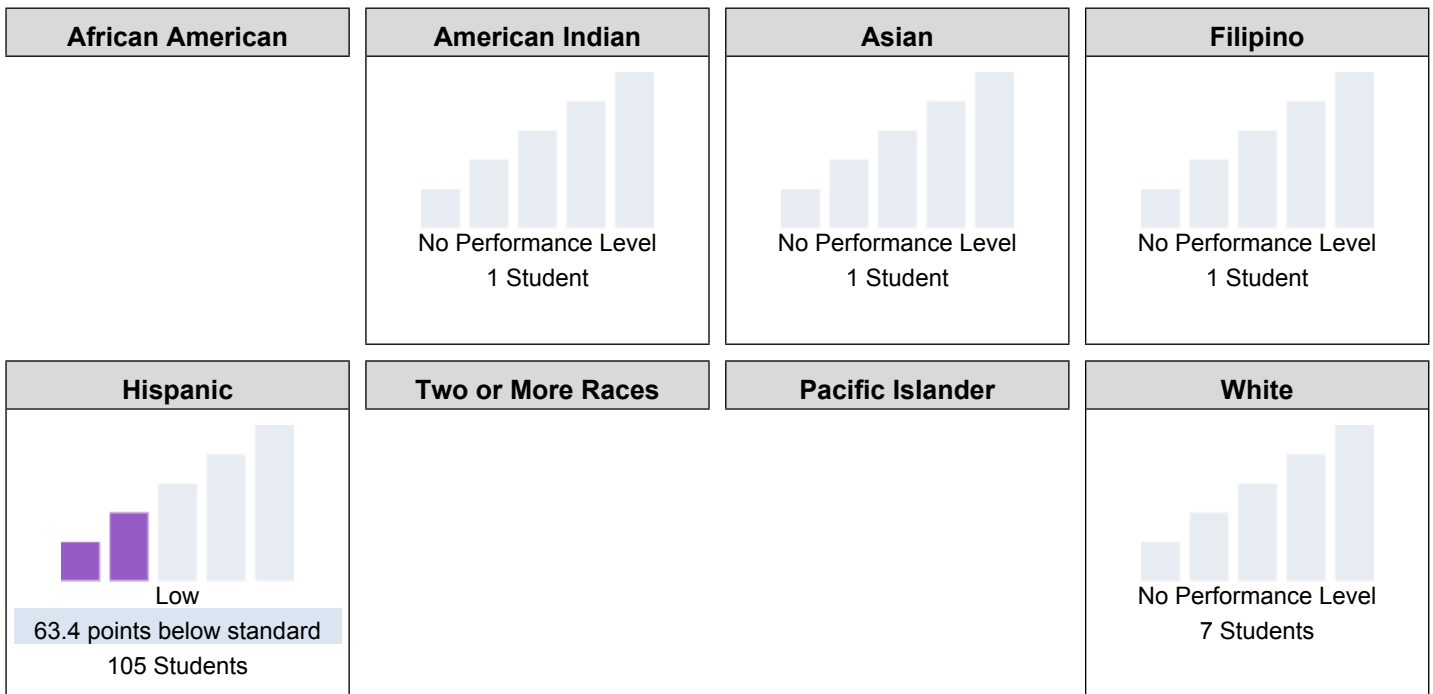 African American
American Indian
Asian
Filipino
No Performance Level
1 Student
No Performance Level
1 Student
No Performance Level
1 Student
Hispanic
Two or More Races
Pacific Islander
White
Low
63.4 points below standard
105 Students
No Performance Level
7 Students